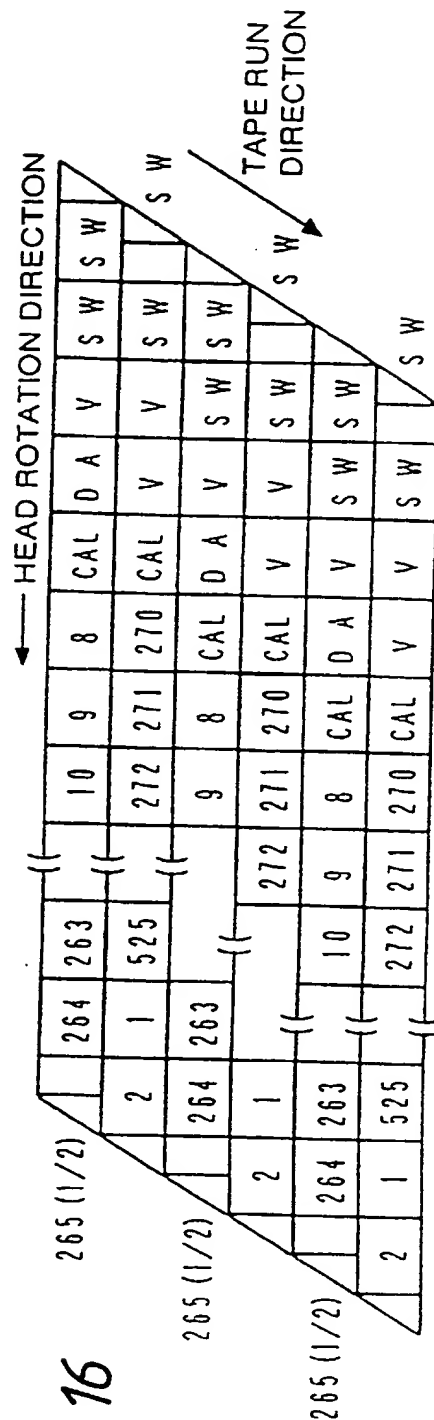 16
← HEAD ROTATION DIRECTION
TAPE RUN
DIRECTION
265 (1/2) 264 263 10 9 8 CAL D A V S W S W
2 1 525 272 271 270 CAL V V S W S W
265 (1/2) 264 263 9 8 CAL D A V S W S W
2 1 272 271 270 CAL V V S W S W
265 (1/2) 264 263 10 9 8 CAL D A V S W S W
2 1 525 272 271 270 CAL V V S W S W